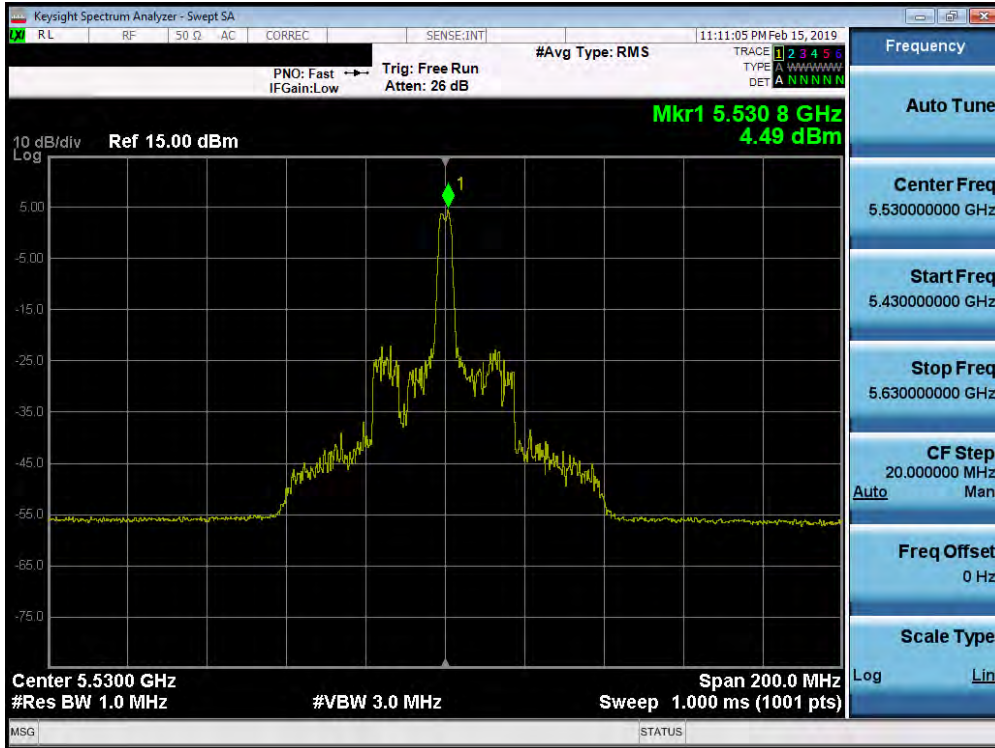 Keysight Spectrum Analyzer - Swept SA
LXI RL RF 50 Ω AC CORREC SENSE:INT 11:11:05 PM Feb 15, 2019
#Avg Type: RMS TRACE 1 2 3 4 5 6
PNO: Fast Trig: Free Run TYPE A WWWWW
IFGain:Low Atten: 26 dB DET A N N N N N
Mkr1 5.530 8 GHz
4.49 dBm
10 dB/div Ref 15.00 dBm
Log
1
5.00
-5.00
-15.0
-25.0
-35.0
-45.0
-55.0
-65.0
-75.0
Center 5.5300 GHz Span 200.0 MHz
#Res BW 1.0 MHz #VBW 3.0 MHz Sweep 1.000 ms (1001 pts)
MSG STATUS
Frequency
Auto Tune
Center Freq
5.530000000 GHz
Start Freq
5.430000000 GHz
Stop Freq
5.630000000 GHz
CF Step
20.000000 MHz
Auto Man
Freq Offset
0 Hz
Scale Type
Log Lin